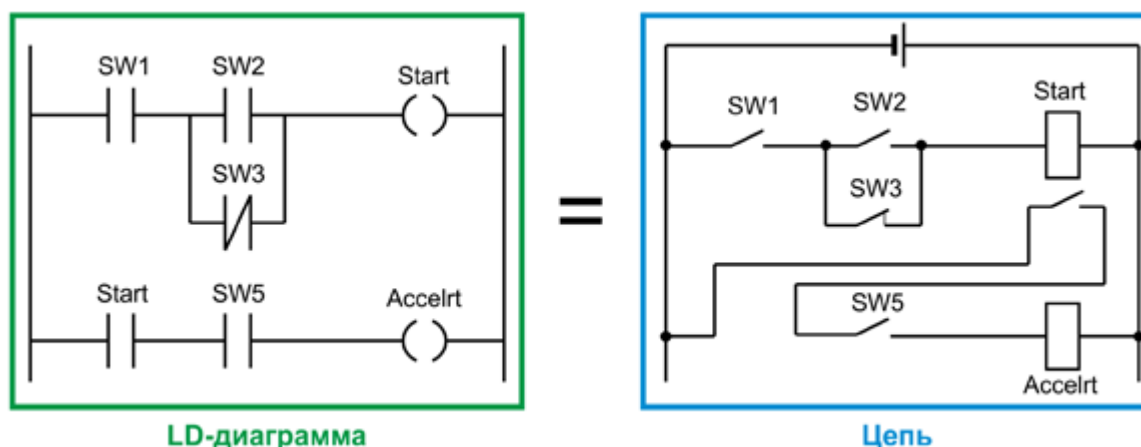 SW1 SW2 Start
SW3
Start SW5 Accelrt
LD-диаграмма
=
SW1 SW2 Start
SW3
SW5
Accelrt
Цепь